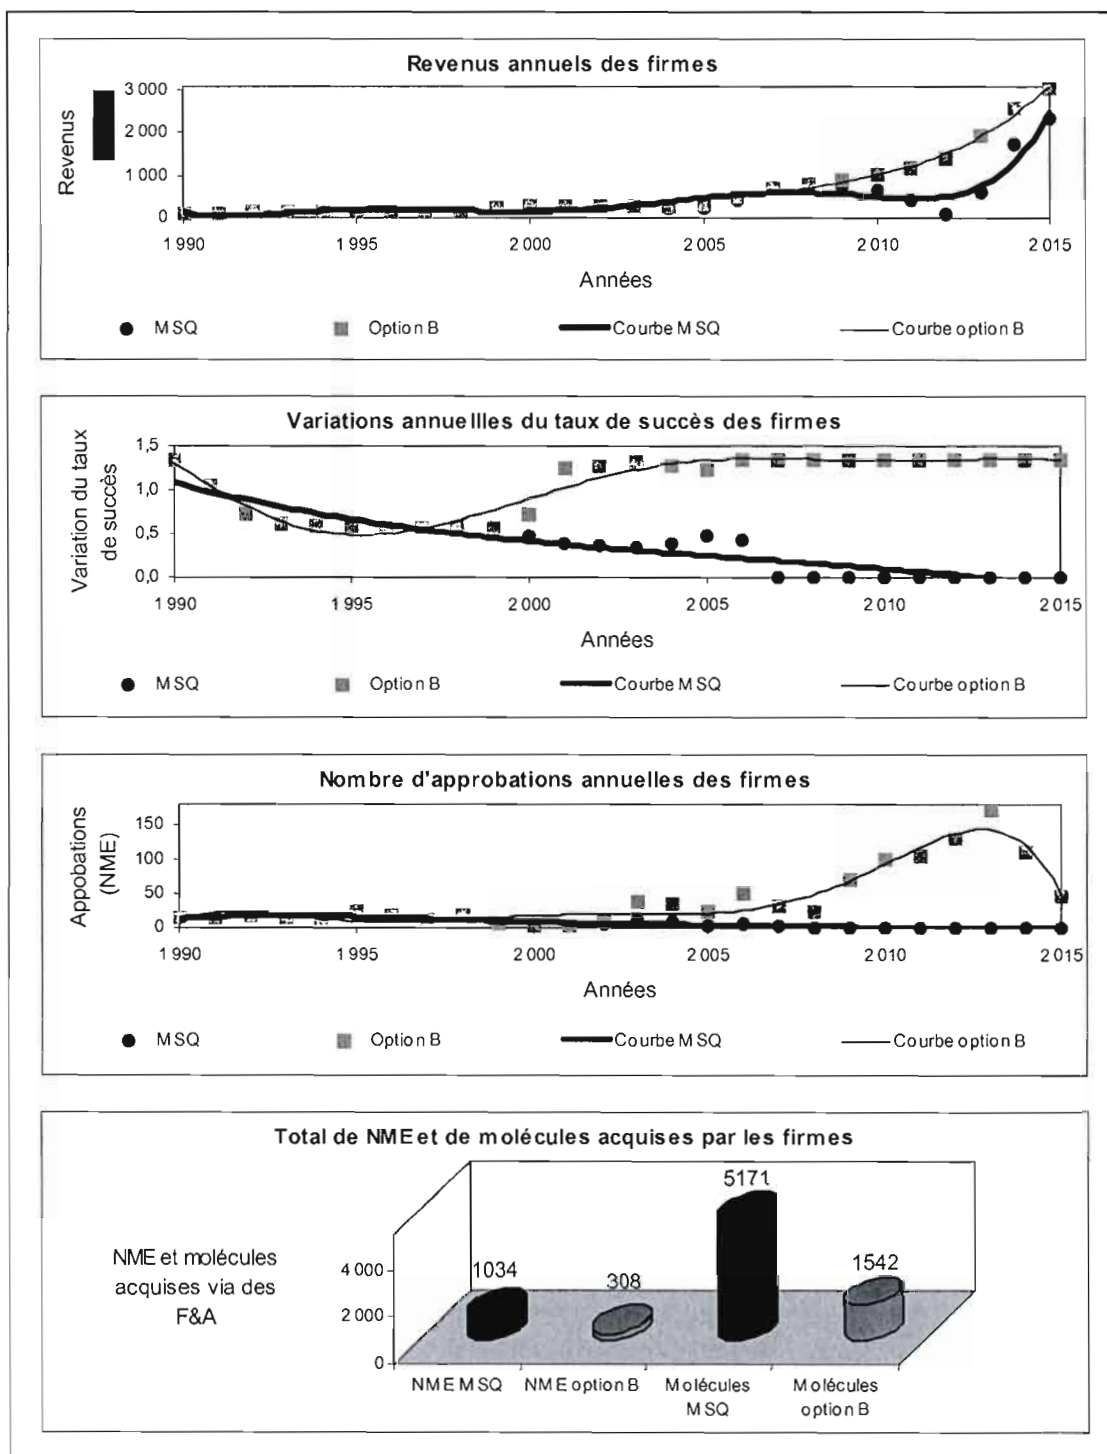 Revenus annuels des firmes
Revenus
3 000
2 000
1 000
0
1 990 1 995 2 000 2 005 2 010 2 015
Années
MSQ Option B Courbe MSQ Courbe option B
Variations annuellles du taux de succès des firmes
Variation du taux
de succès
1,5
1,0
0,5
0,0
1 990 1 995 2 000 2 005 2 010 2 015
Années
MSQ Option B Courbe MSQ Courbe option B
Nombre d'approbations annuelles des firmes
Appobations
(NME)
150
100
50
0
1 990 1 995 2 000 2 005 2 010 2 015
Années
MSQ Option B Courbe MSQ Courbe option B
Total de NME et de molécules acquises par les firmes
NME et molécules
acquises via des
F&A
4 000
2 000
0
1034
308
5171
1542
NME MSQ NME option B Molécules
MSQ
Molécules
option B